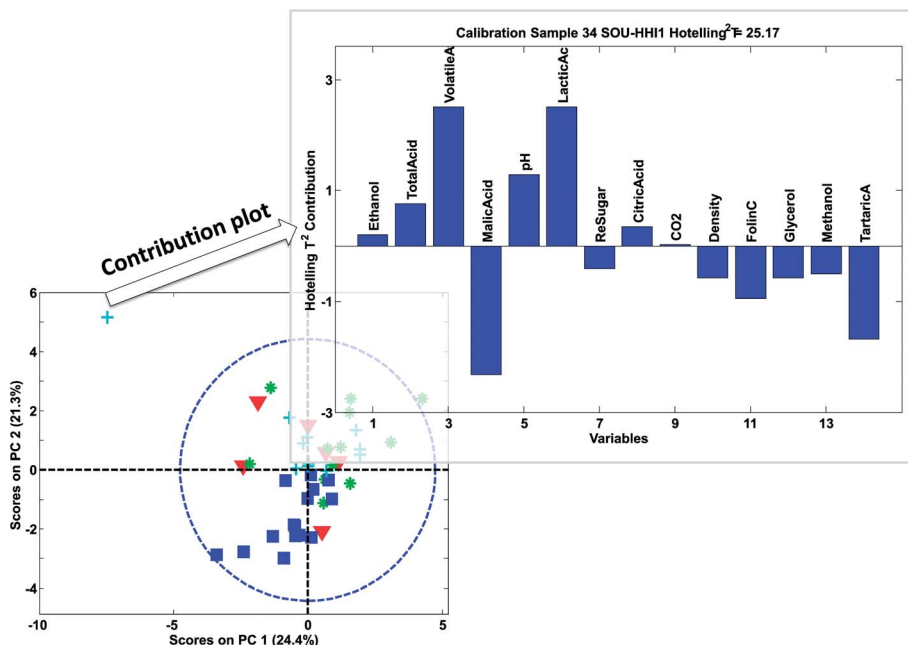 Calibration Sample 34 SOU-HHI1 Hotelling T²= 25.17
3
1
-1
-3
Hotelling T² Contribution
Ethanol
TotalAcid
VolatileA
MalicAcid
pH
LacticAc
ReSugar
CitricAcid
CO2
Density
FolinC
Glycerol
Methanol
TartaricA
1 3 5 7 9 11 13
Variables
Contribution plot
6
4
2
0
-2
-4
Scores on PC 2 (21.3%)
-10 -5 0 5
Scores on PC 1 (24.4%)